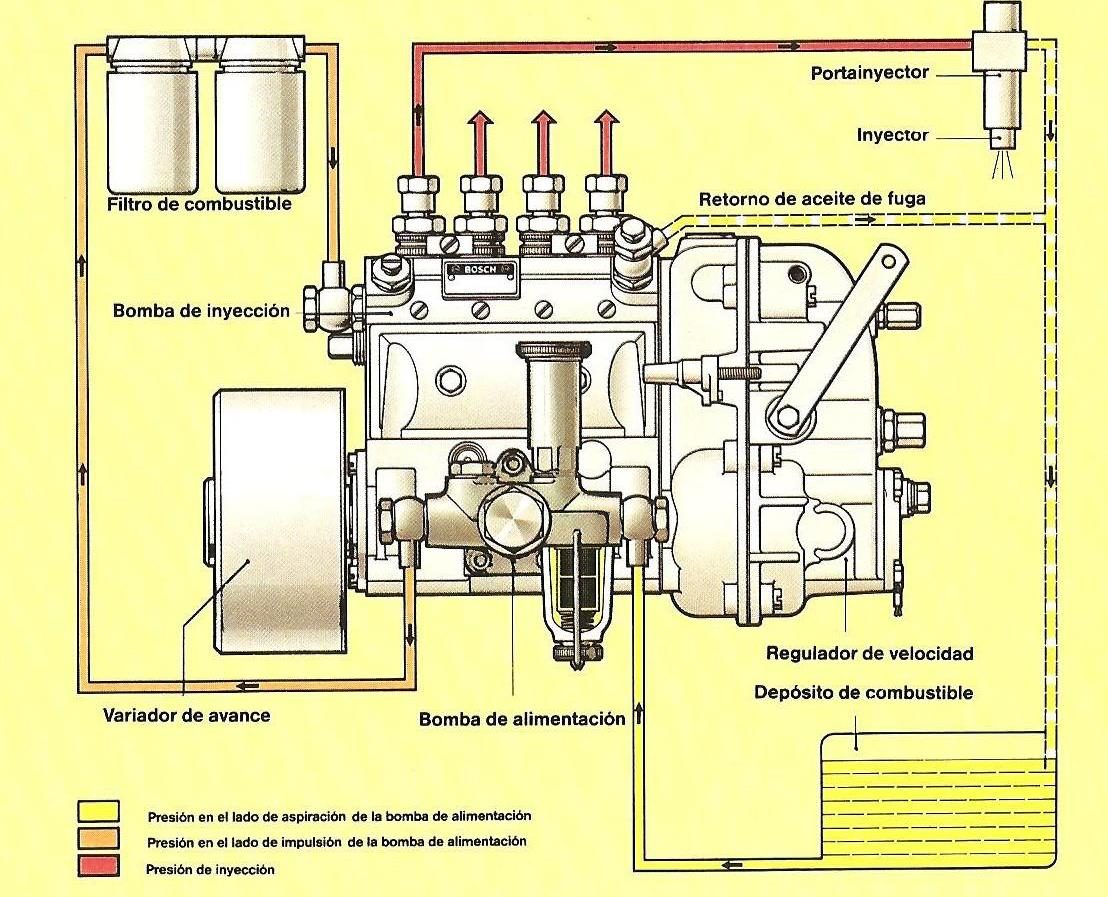 Portainyector
Inyector
Filtro de combustible
Retorno de aceite de fuga
BOSCH
Bomba de inyección
Regulador de velocidad
Depósito de combustible
Variador de avance
Bomba de alimentación
Presión en el lado de aspiración de la bomba de alimentación
Presión en el lado de impulsión de la bomba de alimentación
Presión de inyección